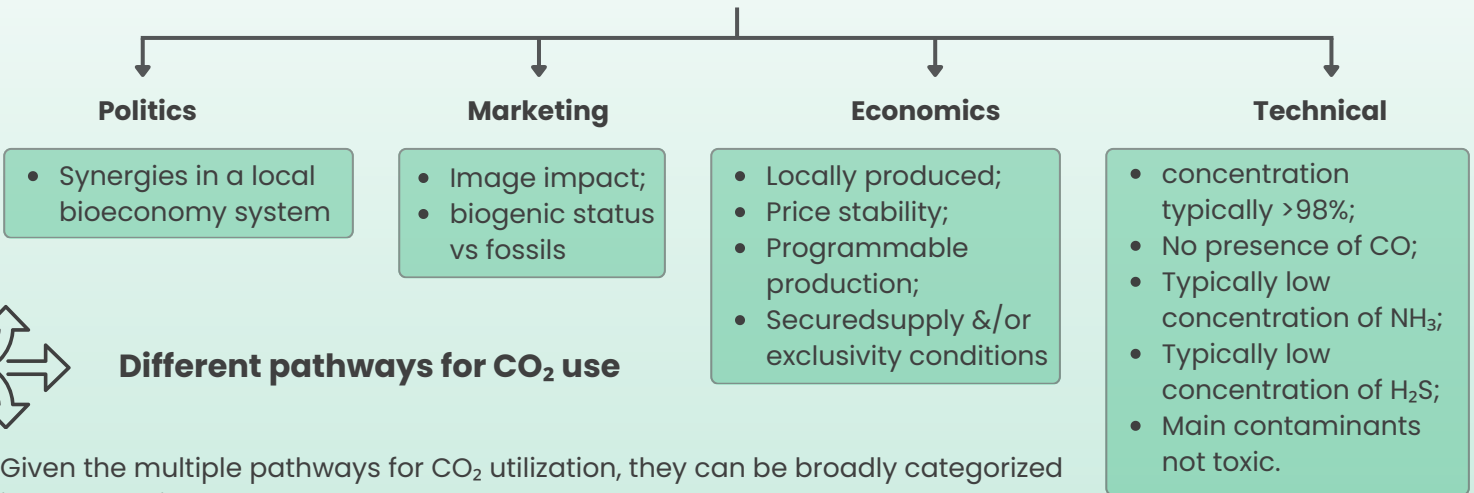 Politics
Synergies in a local
bioeconomy system
Marketing
Image impact;
biogenic status
vs fossils
Economics
Locally produced;
Price stability;
Programmable
production;
Securedsupply &/or
exclusivity conditions
Technical
concentration
typically >98%;
No presence of CO;
Typically low
concentration of NH₃;
Typically low
concentration of H₂S;
Main contaminants
not toxic.
Different pathways for CO₂ use
Given the multiple pathways for CO₂ utilization, they can be broadly categorized